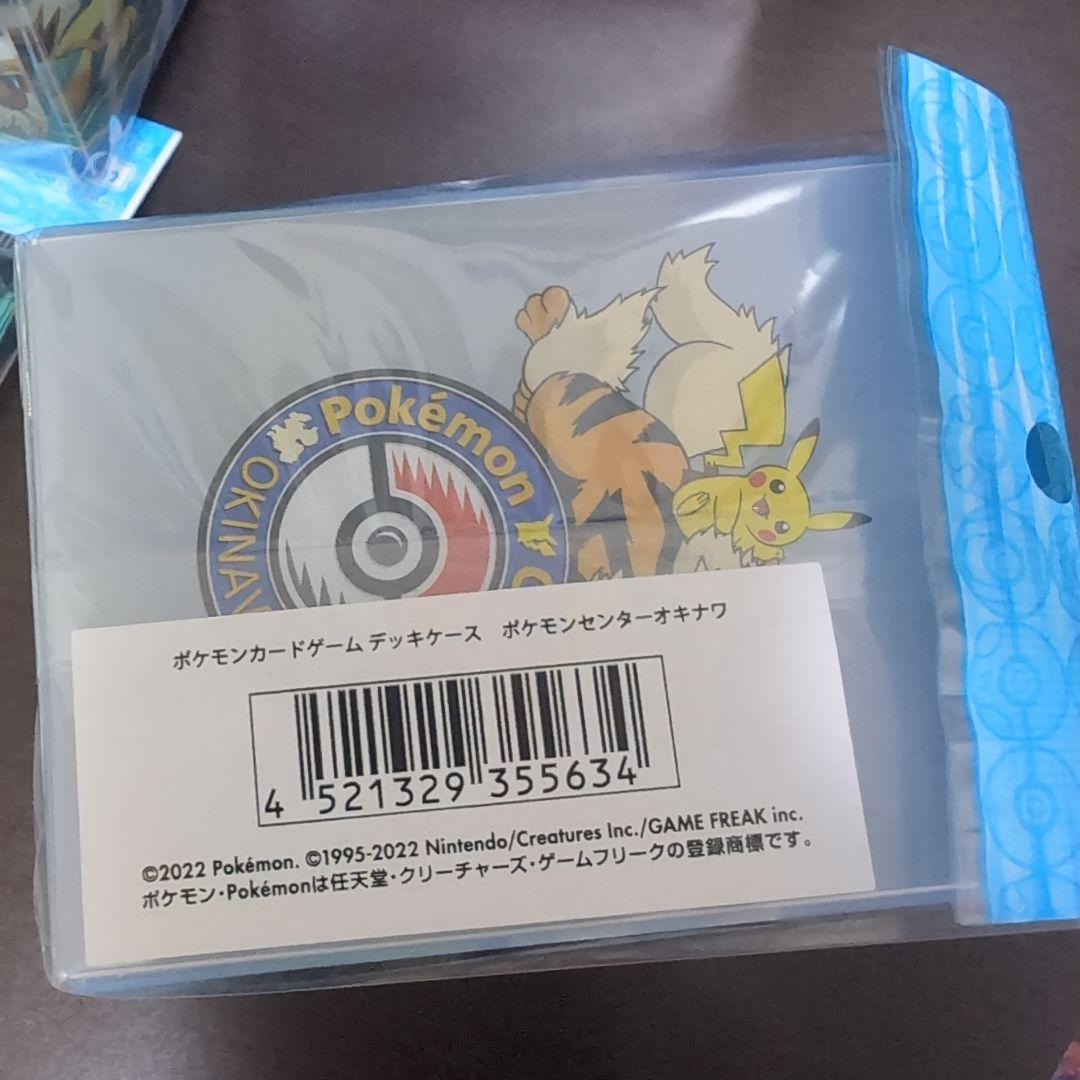 Pokémon
ポケモンカードゲーム デッキケース　ポケモンセンターオキナワ
4 521329 355634
©2022 Pokémon. ©1995-2022 Nintendo/Creatures Inc./GAME FREAK inc.
ポケモン・Pokémonは任天堂・クリーチャーズ・ゲームフリークの登録商標です。